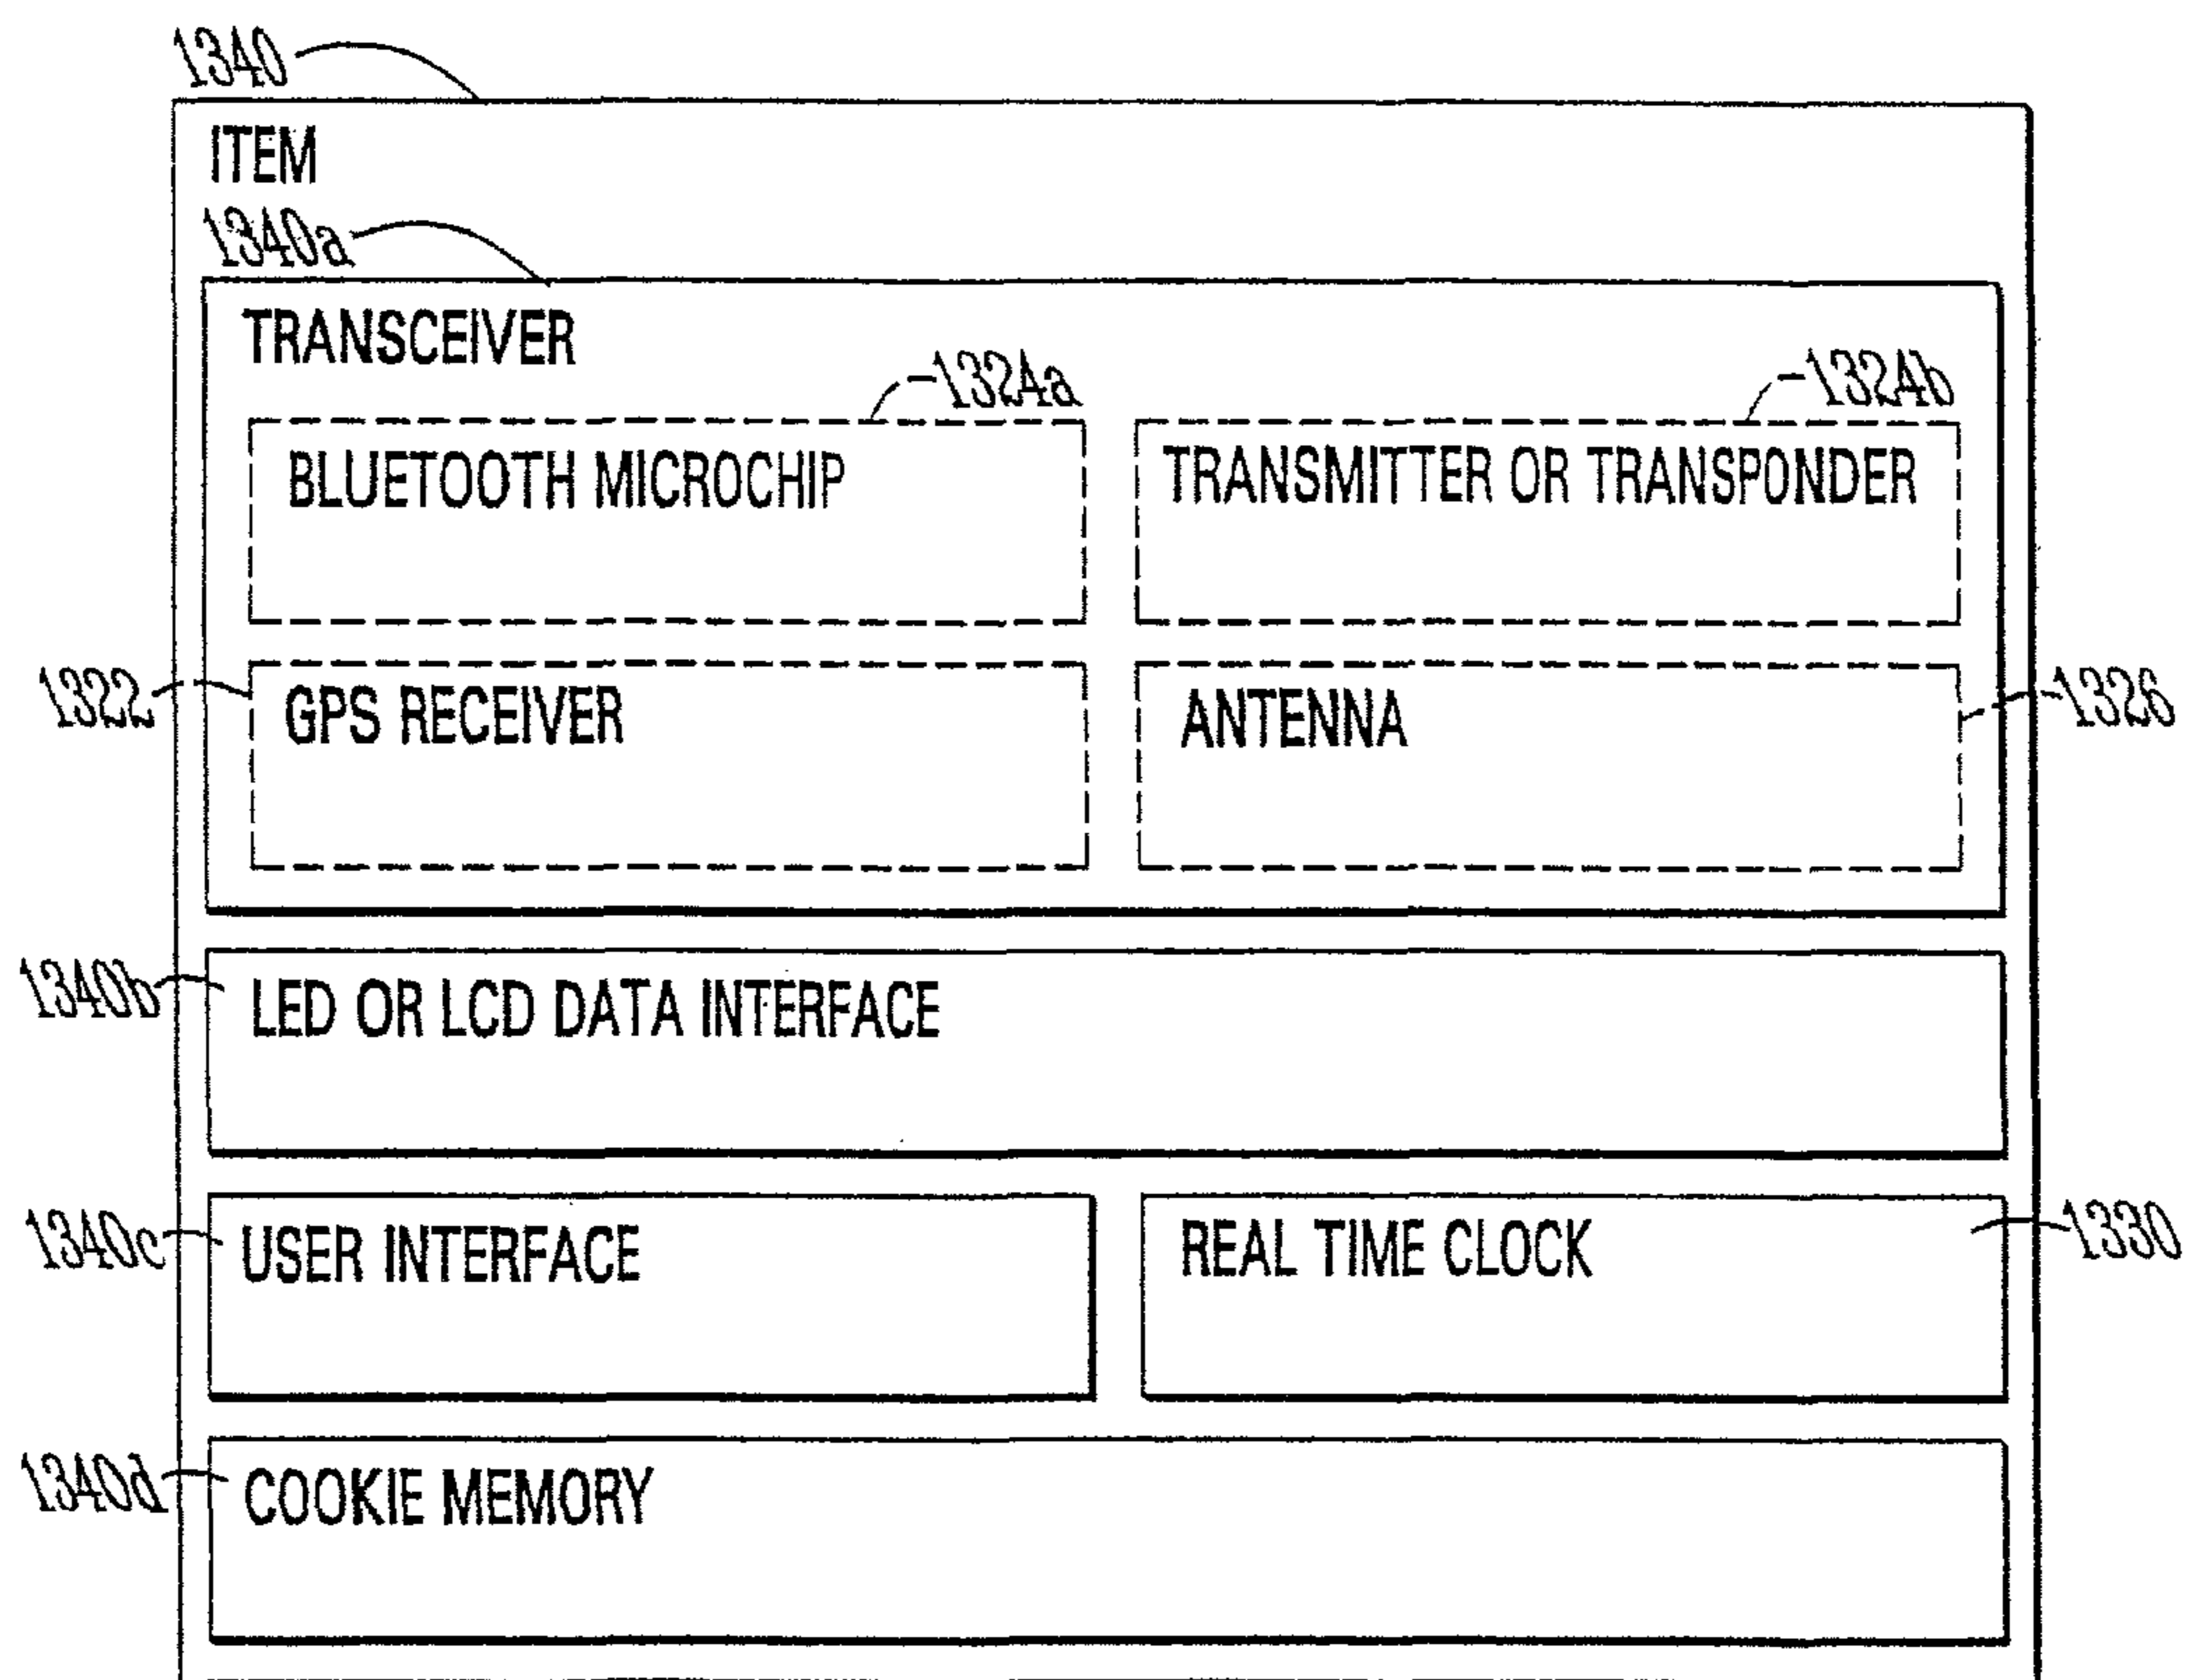 1340
ITEM
1340a
TRANSCEIVER
1324a
1324b
BLUETOOTH MICROCHIP
TRANSMITTER OR TRANSPONDER
1322
GPS RECEIVER
ANTENNA
1326
1340b
LED OR LCD DATA INTERFACE
1340c
USER INTERFACE
REAL TIME CLOCK
1330
1340d
COOKIE MEMORY